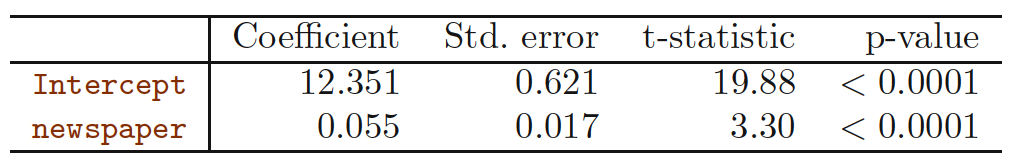 Coefficient Std. error t-statistic p-value
Intercept 12.351 0.621 19.88 < 0.0001
newspaper 0.055 0.017 3.30 < 0.0001